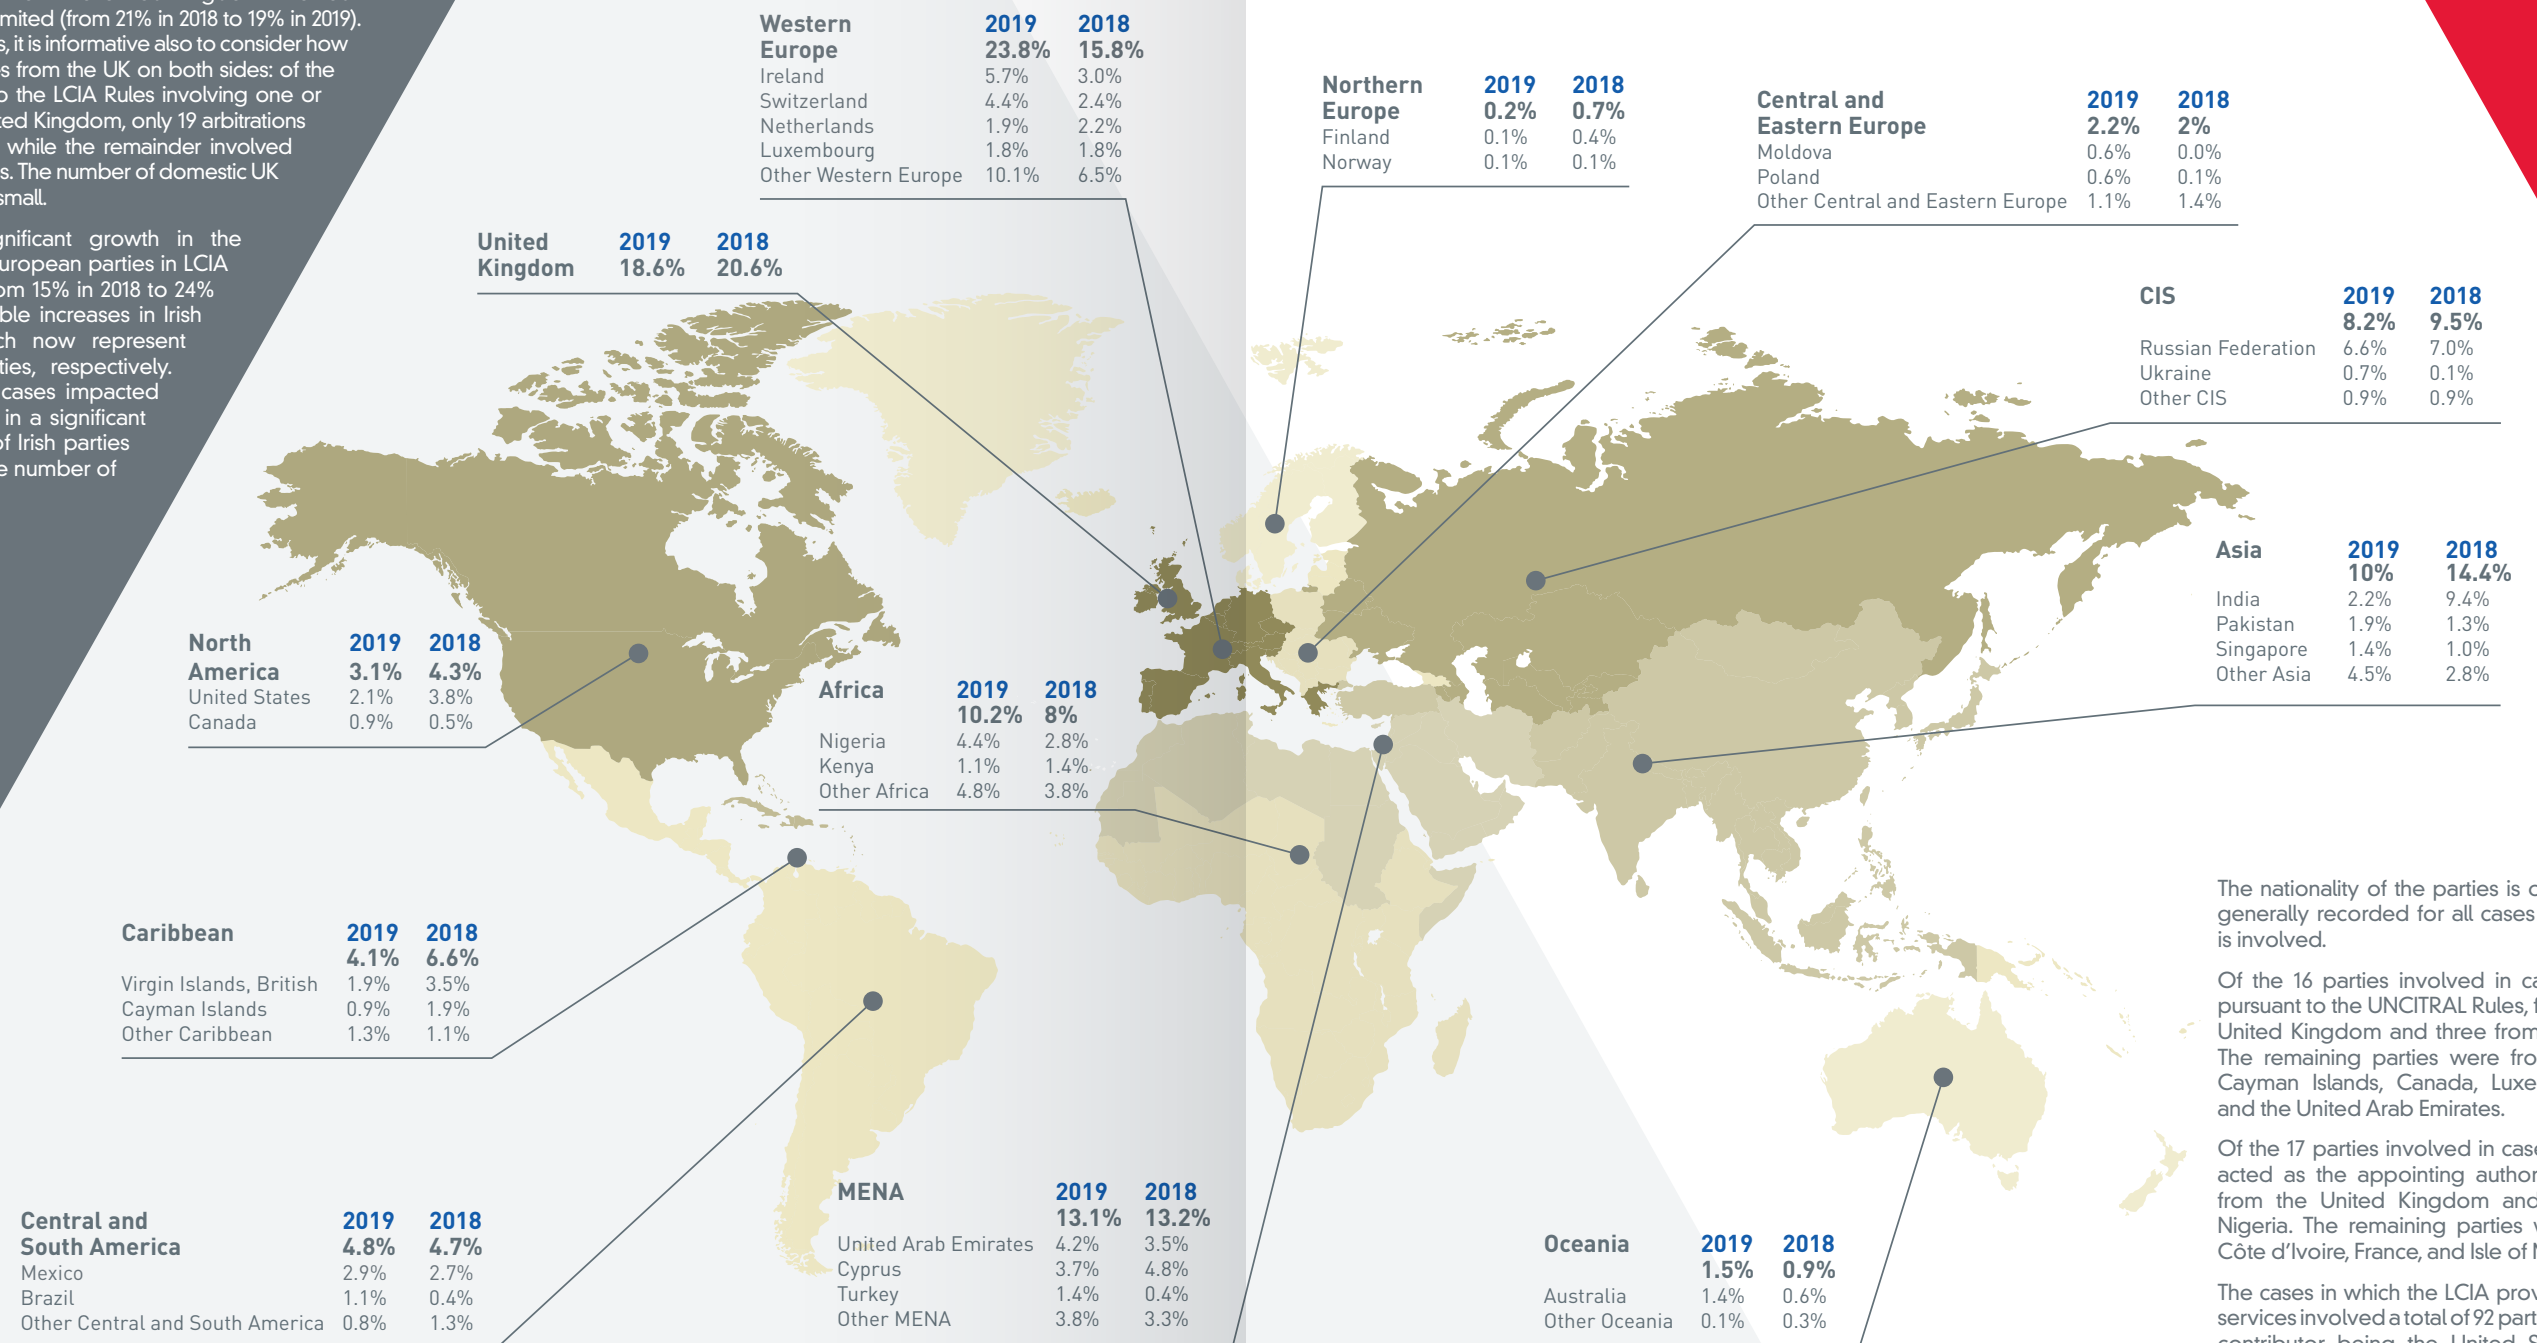 mited (from 21% in 2018 to 19% in 2019).
s, it is informative also to consider how
s from the UK on both sides: of the
o the LCIA Rules involving one or
ted Kingdom, only 19 arbitrations
while the remainder involved
s. The number of domestic UK
small.
gnificant growth in the
uropean parties in LCIA
om 15% in 2018 to 24%
ble increases in Irish
ch now represent
ties, respectively.
cases impacted
in a significant
of Irish parties
e number of
Western 2019 2018
Europe 23.8% 15.8%
Ireland 5.7% 3.0%
Switzerland 4.4% 2.4%
Netherlands 1.9% 2.2%
Luxembourg 1.8% 1.8%
Other Western Europe 10.1% 6.5%
Northern 2019 2018
Europe 0.2% 0.7%
Finland 0.1% 0.4%
Norway 0.1% 0.1%
Central and 2019 2018
Eastern Europe 2.2% 2%
Moldova 0.6% 0.0%
Poland 0.6% 0.1%
Other Central and Eastern Europe 1.1% 1.4%
United 2019 2018
Kingdom 18.6% 20.6%
CIS 2019 2018
8.2% 9.5%
Russian Federation 6.6% 7.0%
Ukraine 0.7% 0.1%
Other CIS 0.9% 0.9%
Asia 2019 2018
10% 14.4%
India 2.2% 9.4%
Pakistan 1.9% 1.3%
Singapore 1.4% 1.0%
Other Asia 4.5% 2.8%
North 2019 2018
America 3.1% 4.3%
United States 2.1% 3.8%
Canada 0.9% 0.5%
Africa 2019 2018
10.2% 8%
Nigeria 4.4% 2.8%
Kenya 1.1% 1.4%
Other Africa 4.8% 3.8%
Caribbean 2019 2018
4.1% 6.6%
Virgin Islands, British 1.9% 3.5%
Cayman Islands 0.9% 1.9%
Other Caribbean 1.3% 1.1%
Central and 2019 2018
South America 4.8% 4.7%
Mexico 2.9% 2.7%
Brazil 1.1% 0.4%
Other Central and South America 0.8% 1.3%
MENA 2019 2018
13.1% 13.2%
United Arab Emirates 4.2% 3.5%
Cyprus 3.7% 4.8%
Turkey 1.4% 0.4%
Other MENA 3.8% 3.3%
Oceania 2019 2018
1.5% 0.9%
Australia 1.4% 0.6%
Other Oceania 0.1% 0.3%
The nationality of the parties is
generally recorded for all cases
is involved.
Of the 16 parties involved in ca
pursuant to the UNCITRAL Rules,
United Kingdom and three from
The remaining parties were fro
Cayman Islands, Canada, Luxe
and the United Arab Emirates.
Of the 17 parties involved in case
acted as the appointing author
from the United Kingdom and
Nigeria. The remaining parties
Côte d'Ivoire, France, and Isle of
The cases in which the LCIA prov
services involved a total of 92 part
contributor being the United S